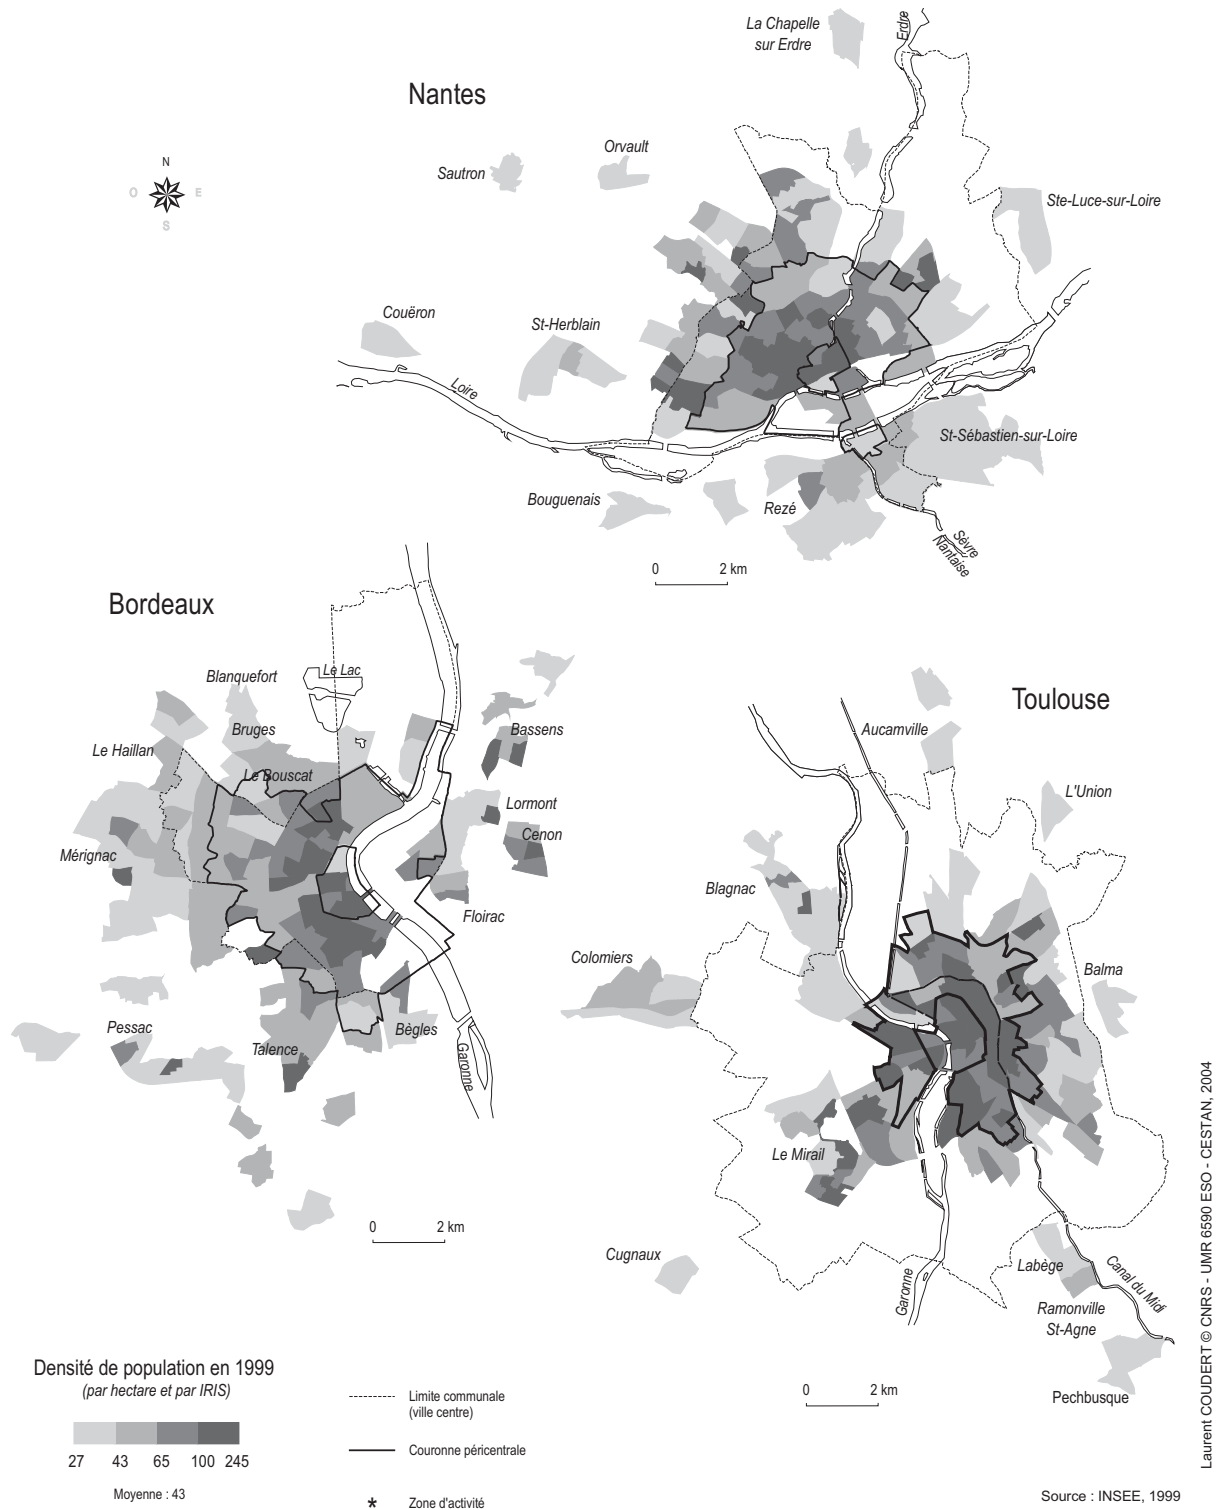 La Chapelle
sur Erdre
Erdre
Nantes
N
O
E
S
Sautron
Orvault
Ste-Luce-sur-Loire
Couëron
St-Herblain
Loire
St-Sébastien-sur-Loire
Bouguenais
Rezé
Sèvre
Nantaise
0 2 km
Bordeaux
Blanquefort
Le Lac
Bruges
Bassens
Le Haillan
Le Bouscat
Lormont
Cenon
Mérignac
Floirac
Pessac
Talence
Bègles
Garonne
0 2 km
Toulouse
Aucamville
L'Union
Blagnac
Colomiers
Balma
Le Mirail
Cugnaux
Labège
Garonne
Canal du Midi
Ramonville
St-Agne
Pechbusque
0 2 km
Densité de population en 1999
(par hectare et par IRIS)
27 43 65 100 245
Moyenne : 43
Limite communale
(ville centre)
Couronne péricentrale
* Zone d'activité
Laurent COUDERT © CNRS - UMR 6590 ESO - CESTAN, 2004
Source : INSEE, 1999